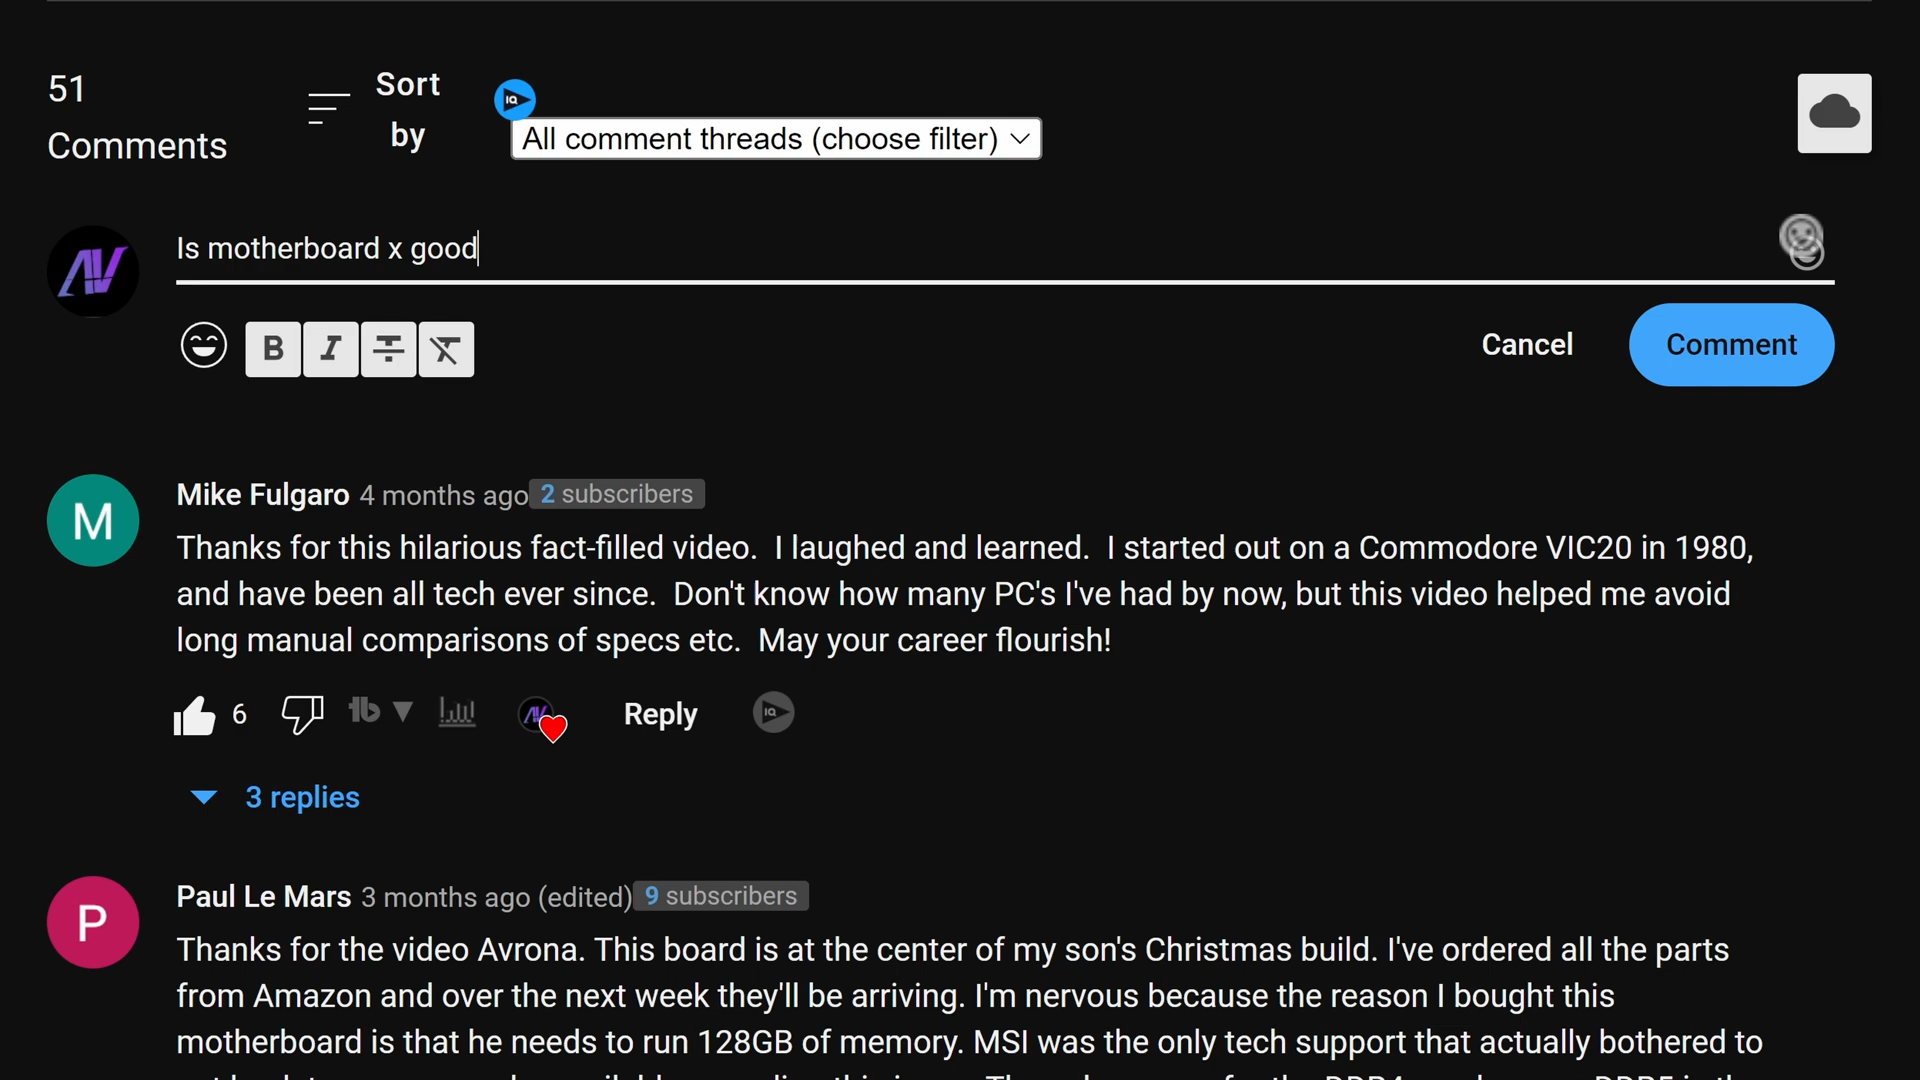 51
Comments
Sort
by
IQ
All comment threads (choose filter)
Is motherboard x good
B I
Cancel
Comment
M
Mike Fulgaro 4 months ago 2 subscribers
Thanks for this hilarious fact-filled video.  I laughed and learned.  I started out on a Commodore VIC20 in 1980,
and have been all tech ever since.  Don't know how many PC's I've had by now, but this video helped me avoid
long manual comparisons of specs etc.  May your career flourish!
6
Reply
IQ
3 replies
P
Paul Le Mars 3 months ago (edited) 9 subscribers
Thanks for the video Avrona. This board is at the center of my son's Christmas build. I've ordered all the parts
from Amazon and over the next week they'll be arriving. I'm nervous because the reason I bought this
motherboard is that he needs to run 128GB of memory. MSI was the only tech support that actually bothered to